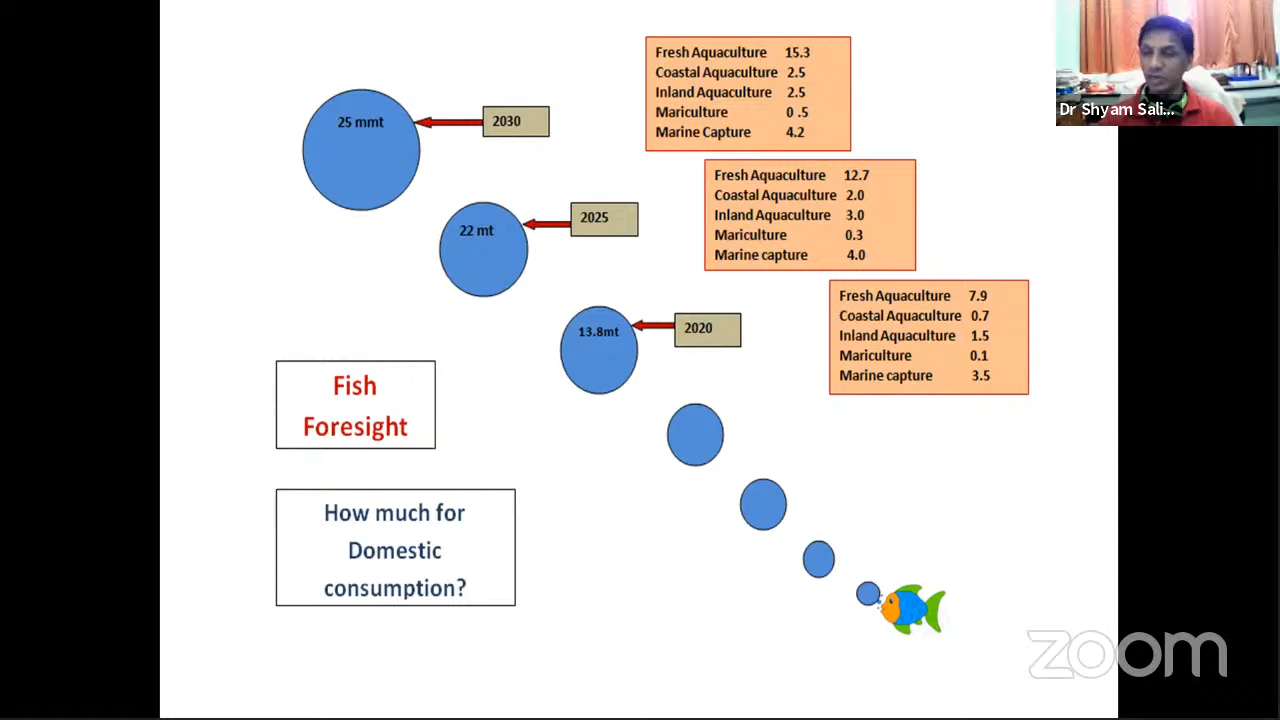 Fresh Aquaculture 15.3
Coastal Aquaculture 2.5
Inland Aquaculture 2.5
Mariculture 0 .5
Marine Capture 4.2
Dr Shyam Sali...
25 mmt
2030
Fresh Aquaculture 12.7
Coastal Aquaculture 2.0
Inland Aquaculture 3.0
Mariculture 0.3
Marine capture 4.0
22 mt
2025
Fresh Aquaculture 7.9
Coastal Aquaculture 0.7
Inland Aquaculture 1.5
Mariculture 0.1
Marine capture 3.5
13.8mt
2020
Fish
Foresight
How much for
Domestic
consumption?
zoom